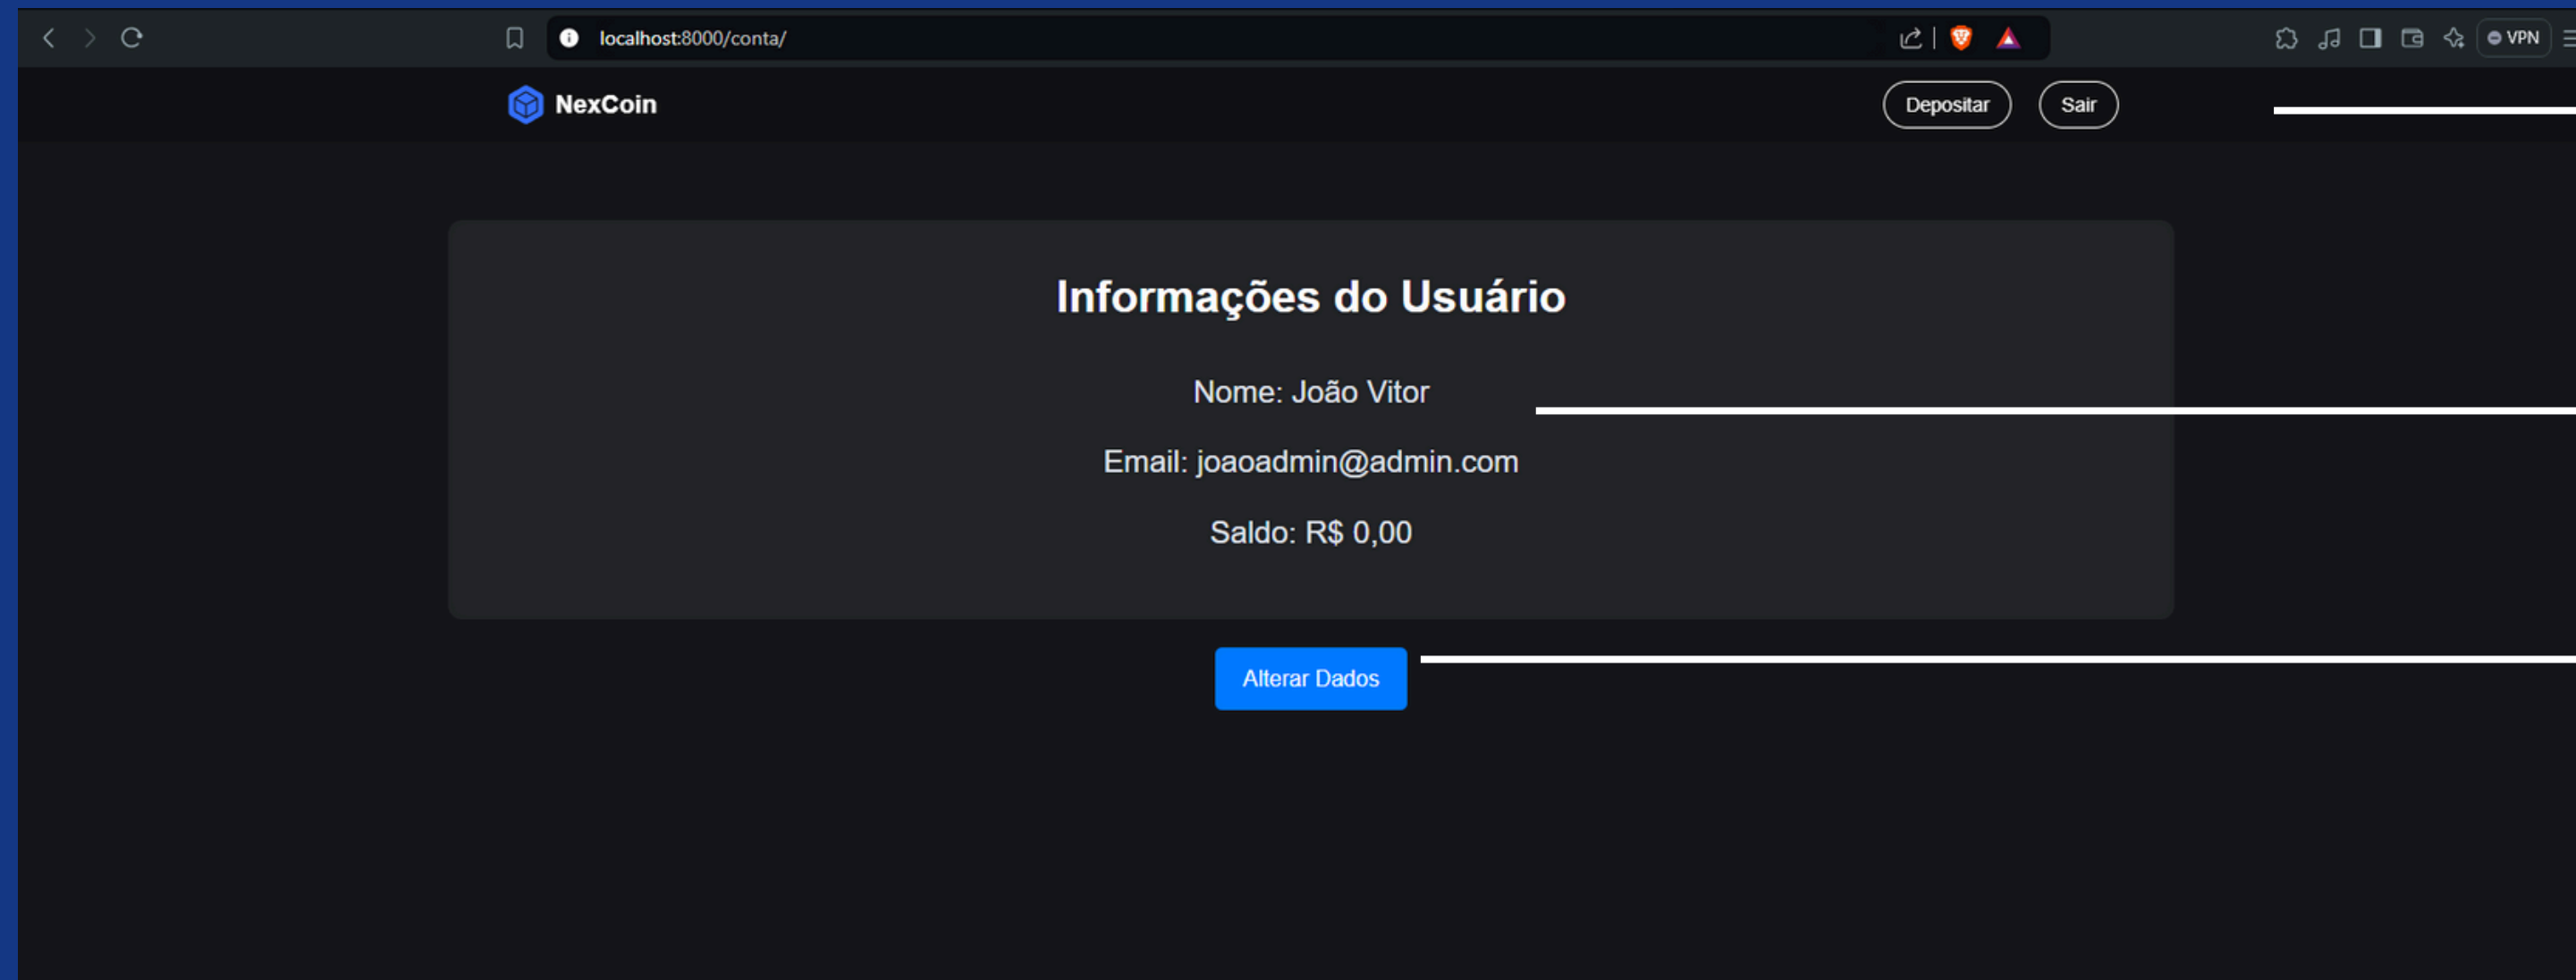 localhost:8000/conta/
VPN
NexCoin
Depositar
Sair
Informações do Usuário
Nome: João Vitor
Email: joaoadmin@admin.com
Saldo: R$ 0,00
Alterar Dados